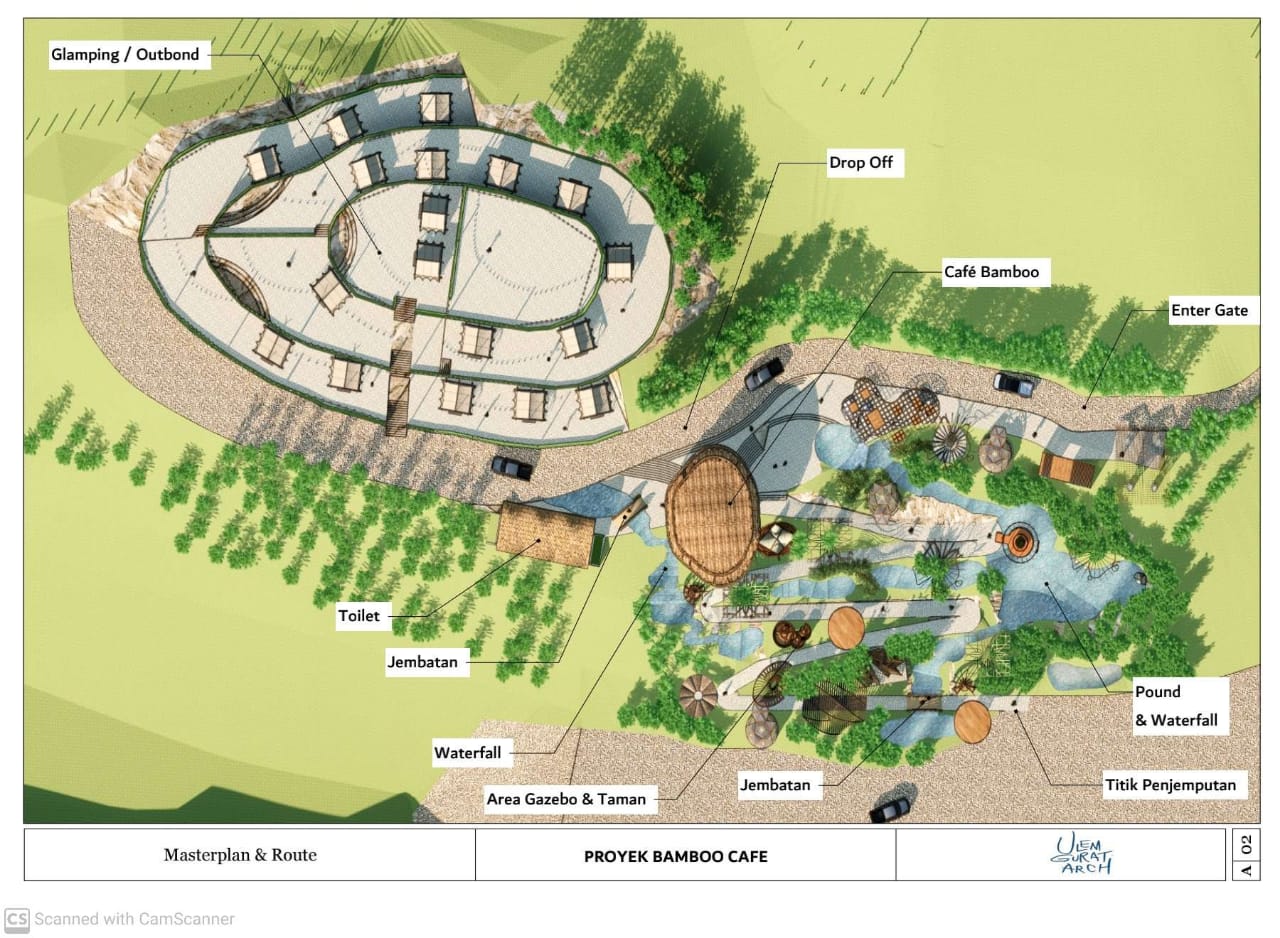 Glamping / Outbond
Drop Off
Café Bamboo
Enter Gate
Toilet
Jembatan
Pound
& Waterfall
Waterfall
Jembatan
Titik Penjemputan
Area Gazebo & Taman
Masterplan & Route
PROYEK BAMBOO CAFE
ULEM
GURAT
ARCH
A 02
CS Scanned with CamScanner